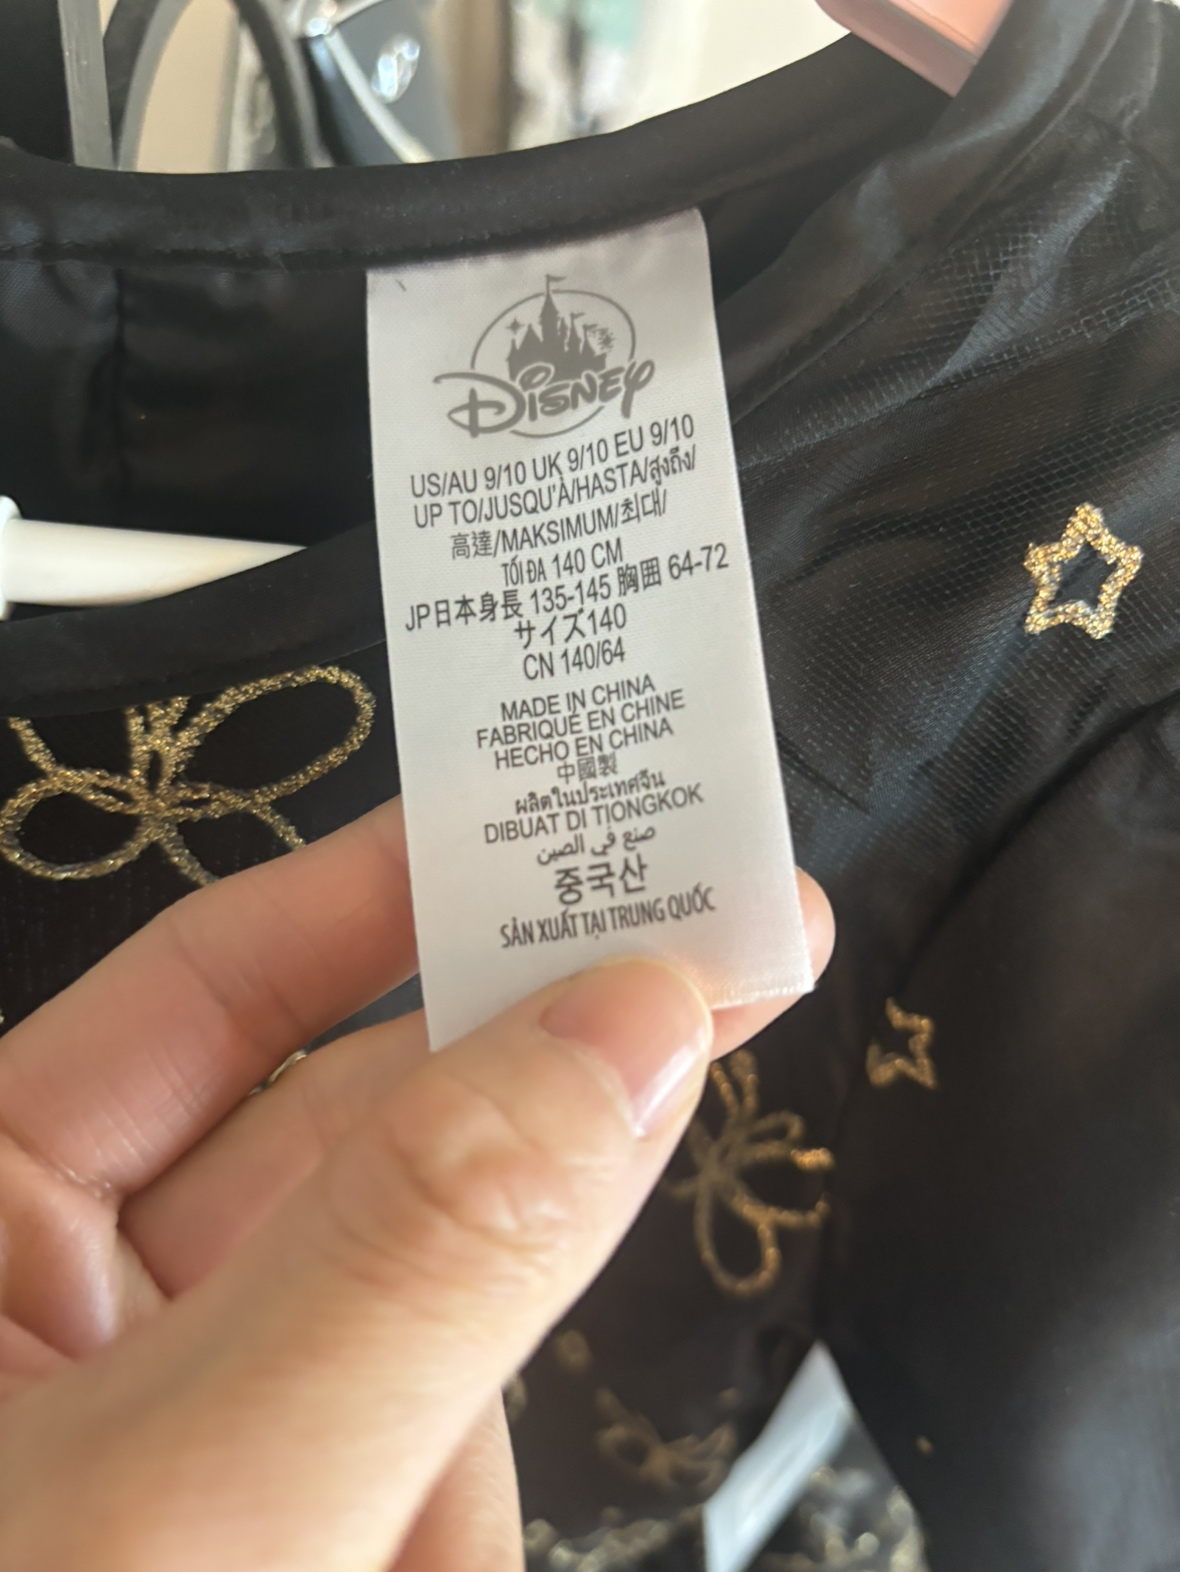 Disney
US/AU 9/10 UK 9/10 EU 9/10
UP TO/JUSQU'À/HASTA/สูงถึง/
高達/MAKSIMUM/최대/
TỐI ĐA 140 CM
JP日本身長 135-145 胸囲 64-72
サイズ140
CN 140/64
MADE IN CHINA
FABRIQUÉ EN CHINE
HECHO EN CHINA
中國製
ผลิตในประเทศจีน
DIBUAT DI TIONGKOK
صنع في الصين
중국산
SẢN XUẤT TẠI TRUNG QUỐC